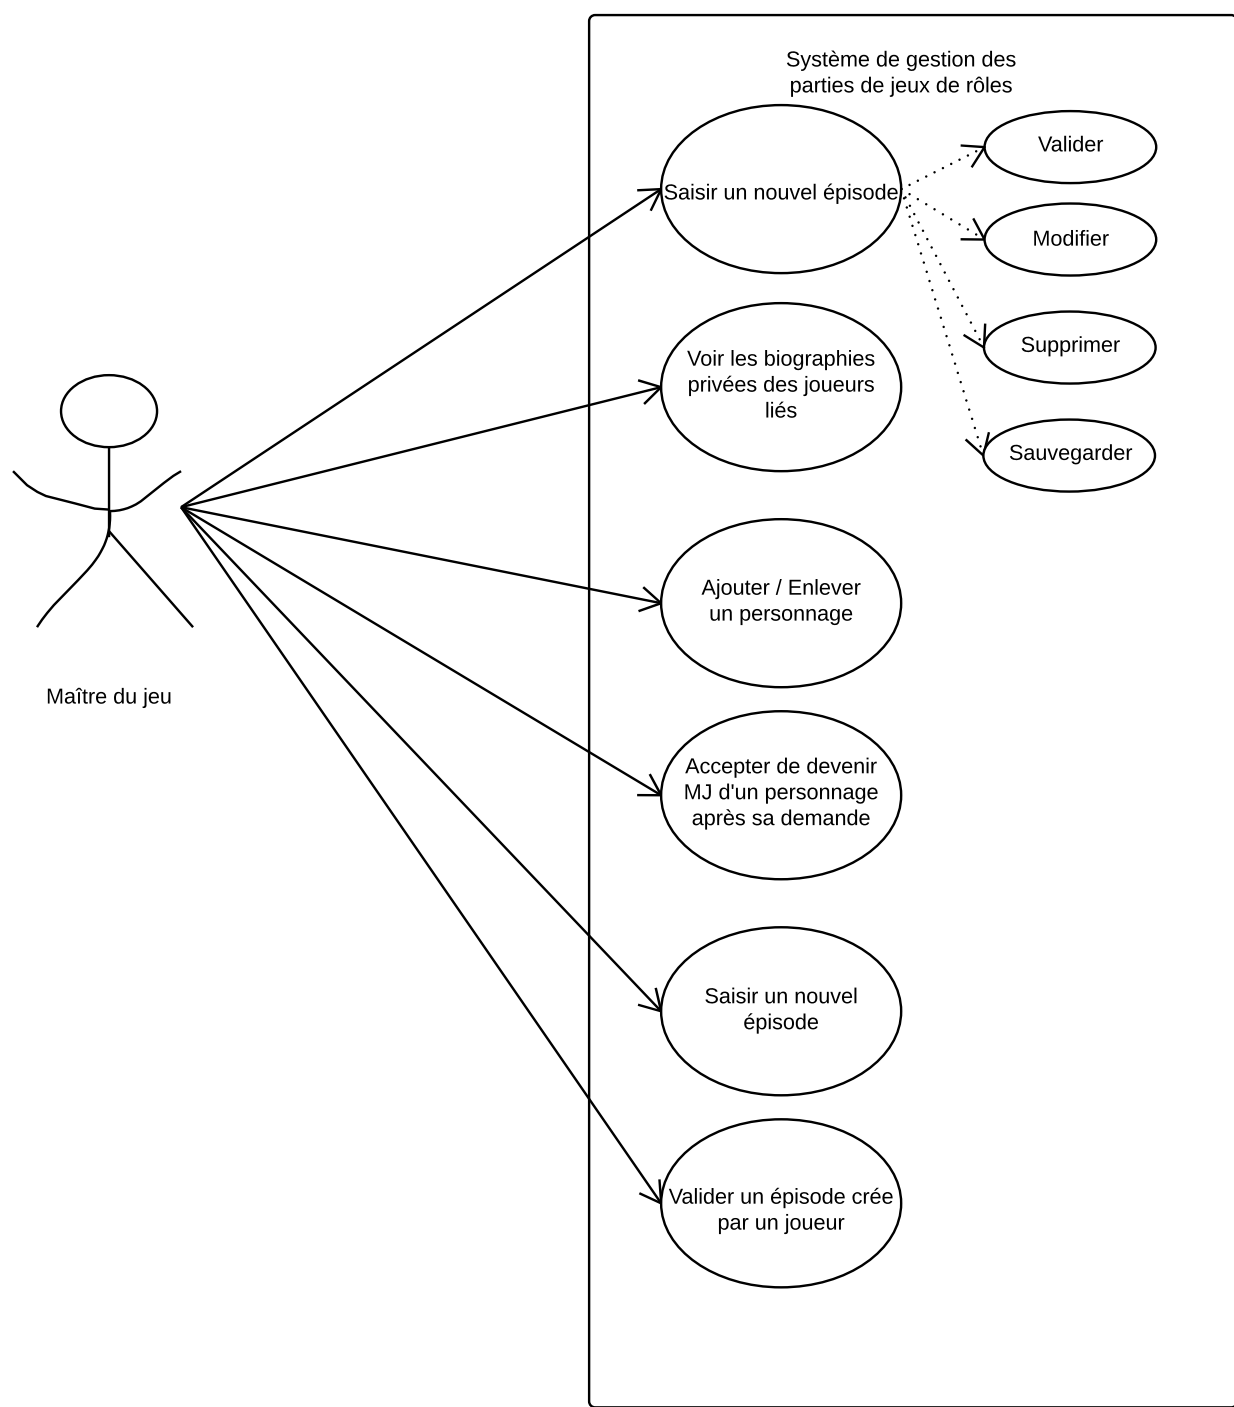 Système de gestion des
parties de jeux de rôles
Saisir un nouvel épisode
Valider
Modifier
Supprimer
Sauvegarder
Voir les biographies
privées des joueurs
liés
Ajouter / Enlever
un personnage
Maître du jeu
Accepter de devenir
MJ d'un personnage
après sa demande
Saisir un nouvel
épisode
Valider un épisode crée
par un joueur